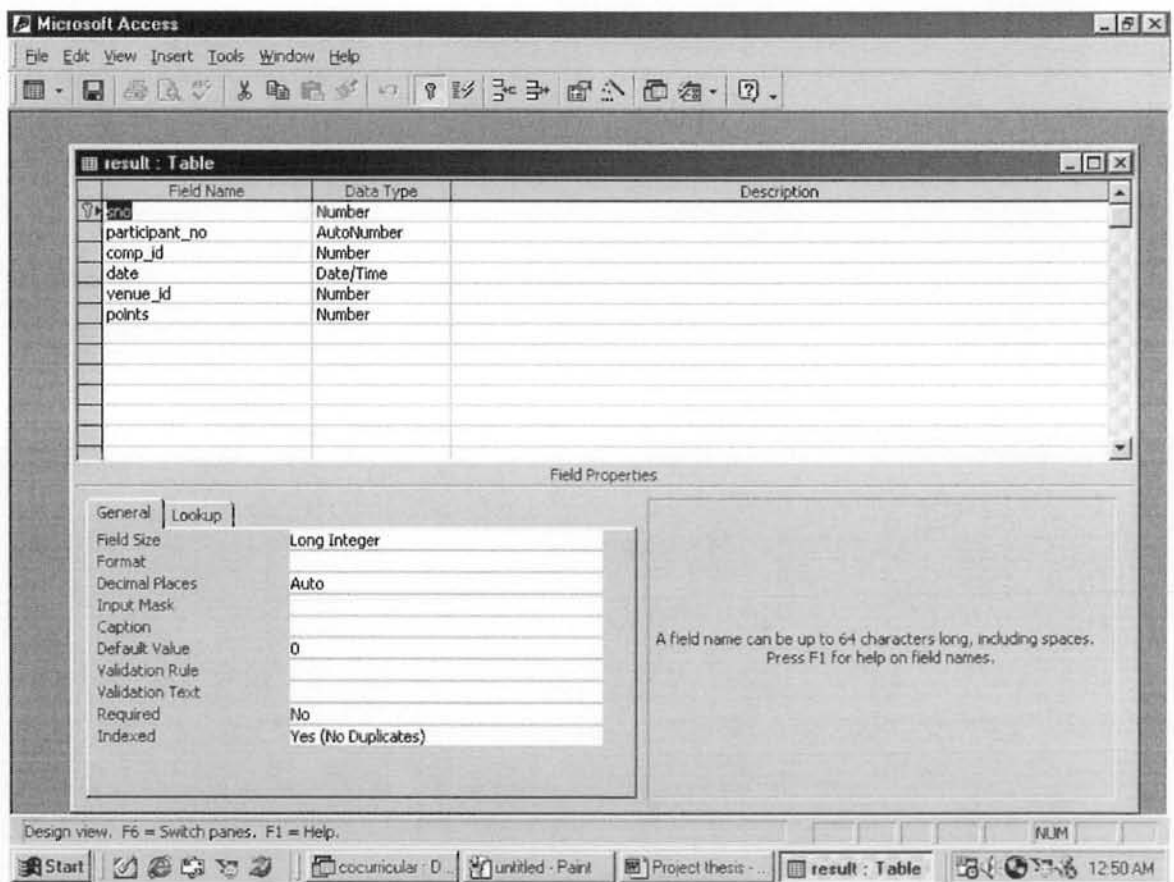 Microsoft Access
File Edit View Insert Tools Window Help
result : Table
Field Name Data Type Description
sno Number
participant_no AutoNumber
comp_id Number
date Date/Time
venue_id Number
points Number
Field Properties
General Lookup
Field Size Long Integer
Format
Decimal Places Auto
Input Mask
Caption
Default Value 0
Validation Rule
Validation Text
Required No
Indexed Yes (No Duplicates)
A field name can be up to 64 characters long, including spaces.
Press F1 for help on field names.
Design view. F6 = Switch panes. F1 = Help. NUM
Start cocurricular : D... untitled - Paint Project thesis - ... result : Table 12:50 AM